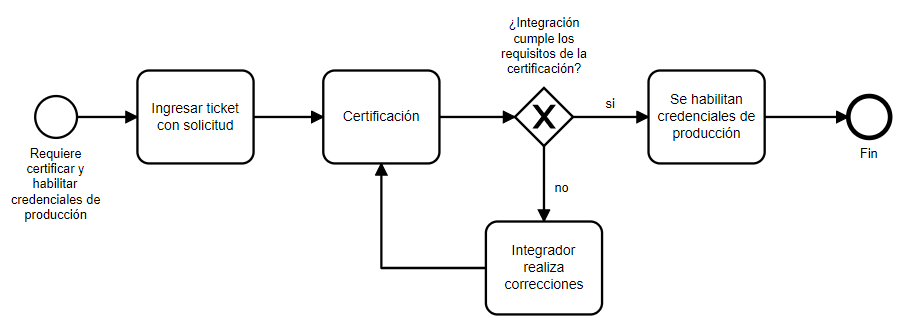 ¿Integración
cumple los
requisitos de la
certificación?
Ingresar ticket
con solicitud
Certificación
si
Se habilitan
credenciales de
producción
Requiere
certificar y
habilitar
credenciales de
producción
Fin
no
Integrador
realiza
correcciones